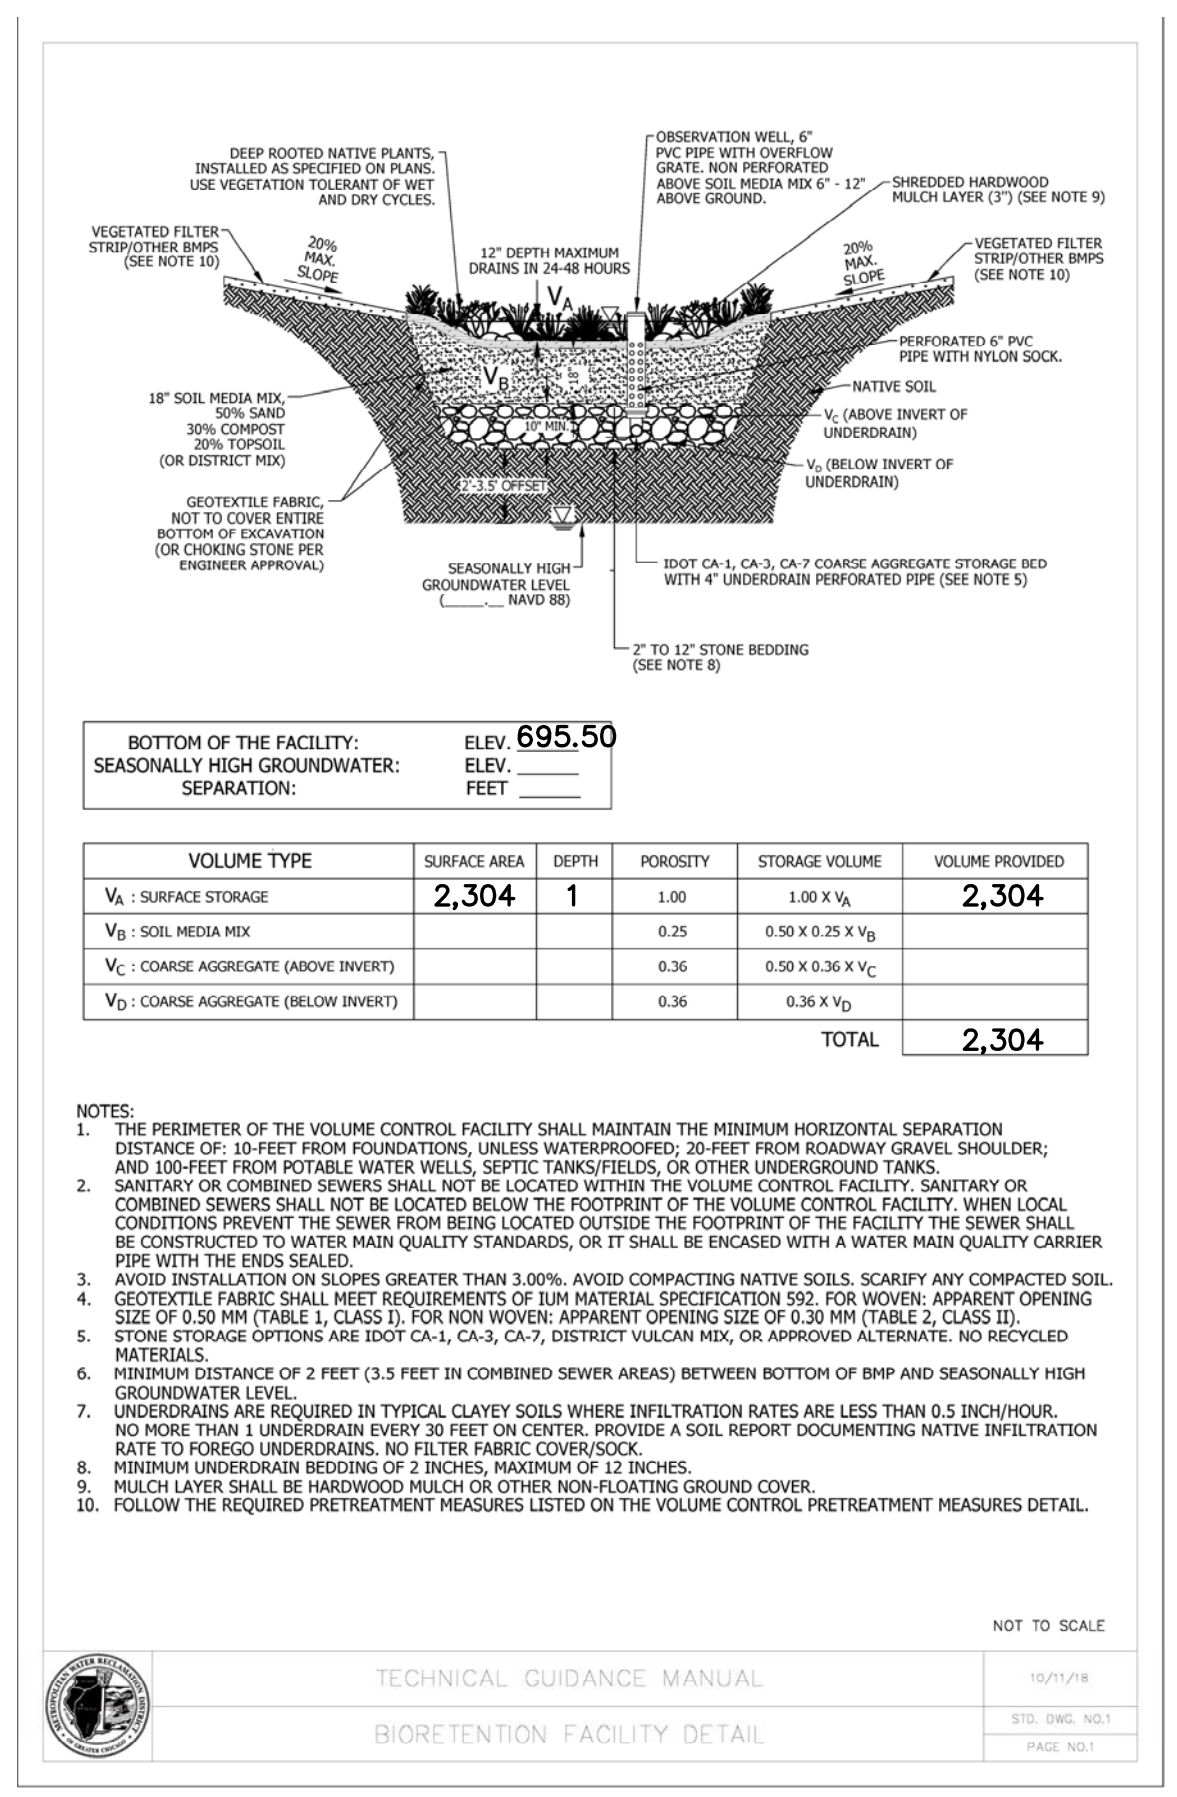 OBSERVATION WELL, 6"
PVC PIPE WITH OVERFLOW
GRATE. NON PERFORATED
ABOVE SOIL MEDIA MIX 6" - 12"
ABOVE GROUND.
DEEP ROOTED NATIVE PLANTS,
INSTALLED AS SPECIFIED ON PLANS.
USE VEGETATION TOLERANT OF WET
AND DRY CYCLES.
SHREDDED HARDWOOD
MULCH LAYER (3") (SEE NOTE 9)
VEGETATED FILTER
STRIP/OTHER BMPS
(SEE NOTE 10)
20%
MAX.
SLOPE
12" DEPTH MAXIMUM
DRAINS IN 24-48 HOURS
20%
MAX.
SLOPE
VEGETATED FILTER
STRIP/OTHER BMPS
(SEE NOTE 10)
VA
PERFORATED 6" PVC
PIPE WITH NYLON SOCK.
VB
18"
NATIVE SOIL
18" SOIL MEDIA MIX,
50% SAND
30% COMPOST
20% TOPSOIL
(OR DISTRICT MIX)
10" MIN.
VC (ABOVE INVERT OF
UNDERDRAIN)
VD (BELOW INVERT OF
UNDERDRAIN)
2'-3.5' OFFSET
GEOTEXTILE FABRIC,
NOT TO COVER ENTIRE
BOTTOM OF EXCAVATION
(OR CHOKING STONE PER
ENGINEER APPROVAL)
SEASONALLY HIGH
GROUNDWATER LEVEL
(_____.__ NAVD 88)
IDOT CA-1, CA-3, CA-7 COARSE AGGREGATE STORAGE BED
WITH 4" UNDERDRAIN PERFORATED PIPE (SEE NOTE 5)
2" TO 12" STONE BEDDING
(SEE NOTE 8)
BOTTOM OF THE FACILITY: ELEV. 695.50
SEASONALLY HIGH GROUNDWATER: ELEV. ______
SEPARATION: FEET ______
VOLUME TYPE SURFACE AREA DEPTH POROSITY STORAGE VOLUME VOLUME PROVIDED
VA : SURFACE STORAGE 2,304 1 1.00 1.00 X VA 2,304
VB : SOIL MEDIA MIX 0.25 0.50 X 0.25 X VB
VC : COARSE AGGREGATE (ABOVE INVERT) 0.36 0.50 X 0.36 X VC
VD : COARSE AGGREGATE (BELOW INVERT) 0.36 0.36 X VD
TOTAL 2,304
NOTES:
1. THE PERIMETER OF THE VOLUME CONTROL FACILITY SHALL MAINTAIN THE MINIMUM HORIZONTAL SEPARATION
DISTANCE OF: 10-FEET FROM FOUNDATIONS, UNLESS WATERPROOFED; 20-FEET FROM ROADWAY GRAVEL SHOULDER;
AND 100-FEET FROM POTABLE WATER WELLS, SEPTIC TANKS/FIELDS, OR OTHER UNDERGROUND TANKS.
2. SANITARY OR COMBINED SEWERS SHALL NOT BE LOCATED WITHIN THE VOLUME CONTROL FACILITY. SANITARY OR
COMBINED SEWERS SHALL NOT BE LOCATED BELOW THE FOOTPRINT OF THE VOLUME CONTROL FACILITY. WHEN LOCAL
CONDITIONS PREVENT THE SEWER FROM BEING LOCATED OUTSIDE THE FOOTPRINT OF THE FACILITY THE SEWER SHALL
BE CONSTRUCTED TO WATER MAIN QUALITY STANDARDS, OR IT SHALL BE ENCASED WITH A WATER MAIN QUALITY CARRIER
PIPE WITH THE ENDS SEALED.
3. AVOID INSTALLATION ON SLOPES GREATER THAN 3.00%. AVOID COMPACTING NATIVE SOILS. SCARIFY ANY COMPACTED SOIL.
4. GEOTEXTILE FABRIC SHALL MEET REQUIREMENTS OF IUM MATERIAL SPECIFICATION 592. FOR WOVEN: APPARENT OPENING
SIZE OF 0.50 MM (TABLE 1, CLASS I). FOR NON WOVEN: APPARENT OPENING SIZE OF 0.30 MM (TABLE 2, CLASS II).
5. STONE STORAGE OPTIONS ARE IDOT CA-1, CA-3, CA-7, DISTRICT VULCAN MIX, OR APPROVED ALTERNATE. NO RECYCLED
MATERIALS.
6. MINIMUM DISTANCE OF 2 FEET (3.5 FEET IN COMBINED SEWER AREAS) BETWEEN BOTTOM OF BMP AND SEASONALLY HIGH
GROUNDWATER LEVEL.
7. UNDERDRAINS ARE REQUIRED IN TYPICAL CLAYEY SOILS WHERE INFILTRATION RATES ARE LESS THAN 0.5 INCH/HOUR.
NO MORE THAN 1 UNDERDRAIN EVERY 30 FEET ON CENTER. PROVIDE A SOIL REPORT DOCUMENTING NATIVE INFILTRATION
RATE TO FOREGO UNDERDRAINS. NO FILTER FABRIC COVER/SOCK.
8. MINIMUM UNDERDRAIN BEDDING OF 2 INCHES, MAXIMUM OF 12 INCHES.
9. MULCH LAYER SHALL BE HARDWOOD MULCH OR OTHER NON-FLOATING GROUND COVER.
10. FOLLOW THE REQUIRED PRETREATMENT MEASURES LISTED ON THE VOLUME CONTROL PRETREATMENT MEASURES DETAIL.
NOT TO SCALE
METROPOLITAN WATER RECLAMATION DISTRICT
OF GREATER CHICAGO
TECHNICAL GUIDANCE MANUAL
10/11/18
BIORETENTION FACILITY DETAIL
STD. DWG. NO.1
PAGE NO.1